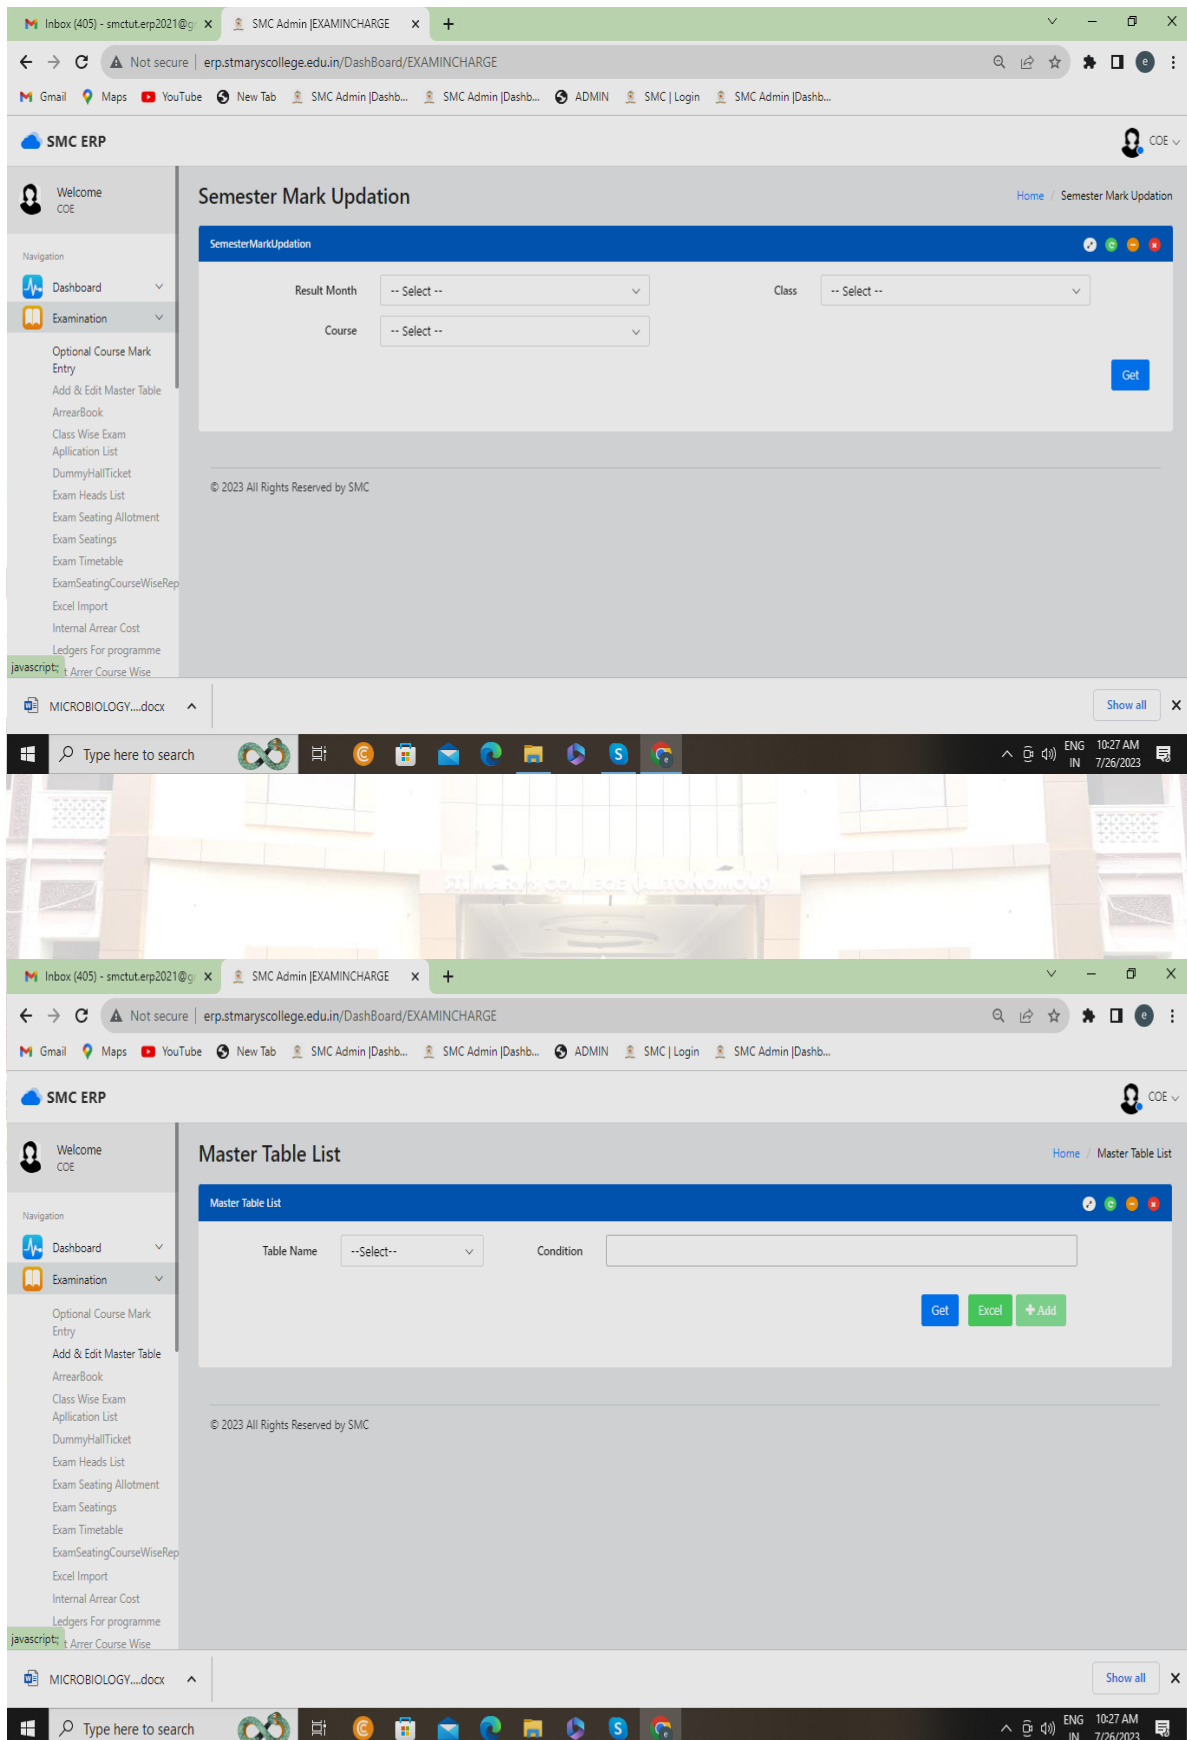 Inbox (405) - smctut.erp2021@g
SMC Admin |EXAMINCHARGE
Not secure | erp.stmaryscollege.edu.in/DashBoard/EXAMINCHARGE
Gmail Maps YouTube New Tab SMC Admin |Dashb... SMC Admin |Dashb... ADMIN SMC | Login SMC Admin |Dashb...
SMC ERP
COE
Welcome
COE
Semester Mark Updation
Home / Semester Mark Updation
Navigation
Dashboard
Examination
Optional Course Mark
Entry
Add & Edit Master Table
ArrearBook
Class Wise Exam
Apllication List
DummyHallTicket
Exam Heads List
Exam Seating Allotment
Exam Seatings
Exam Timetable
ExamSeatingCourseWiseRep
Excel Import
Internal Arrear Cost
Ledgers For programme
t Arrer Course Wise
javascript:;
SemesterMarkUpdation
Result Month -- Select --
Class -- Select --
Course -- Select --
Get
© 2023 All Rights Reserved by SMC
MICROBIOLOGY....docx
Show all
Type here to search
ENG
IN
10:27 AM
7/26/2023
ST. MARY'S COLLEGE (AUTONOMOUS)
Inbox (405) - smctut.erp2021@g
SMC Admin |EXAMINCHARGE
Not secure | erp.stmaryscollege.edu.in/DashBoard/EXAMINCHARGE
Gmail Maps YouTube New Tab SMC Admin |Dashb... SMC Admin |Dashb... ADMIN SMC | Login SMC Admin |Dashb...
SMC ERP
COE
Welcome
COE
Master Table List
Home / Master Table List
Navigation
Dashboard
Examination
Optional Course Mark
Entry
Add & Edit Master Table
ArrearBook
Class Wise Exam
Apllication List
DummyHallTicket
Exam Heads List
Exam Seating Allotment
Exam Seatings
Exam Timetable
ExamSeatingCourseWiseRep
Excel Import
Internal Arrear Cost
Ledgers For programme
t Arrer Course Wise
javascript:;
Master Table List
Table Name --Select--
Condition
Get
Excel
+ Add
© 2023 All Rights Reserved by SMC
MICROBIOLOGY....docx
Show all
Type here to search
ENG
IN
10:27 AM
7/26/2023